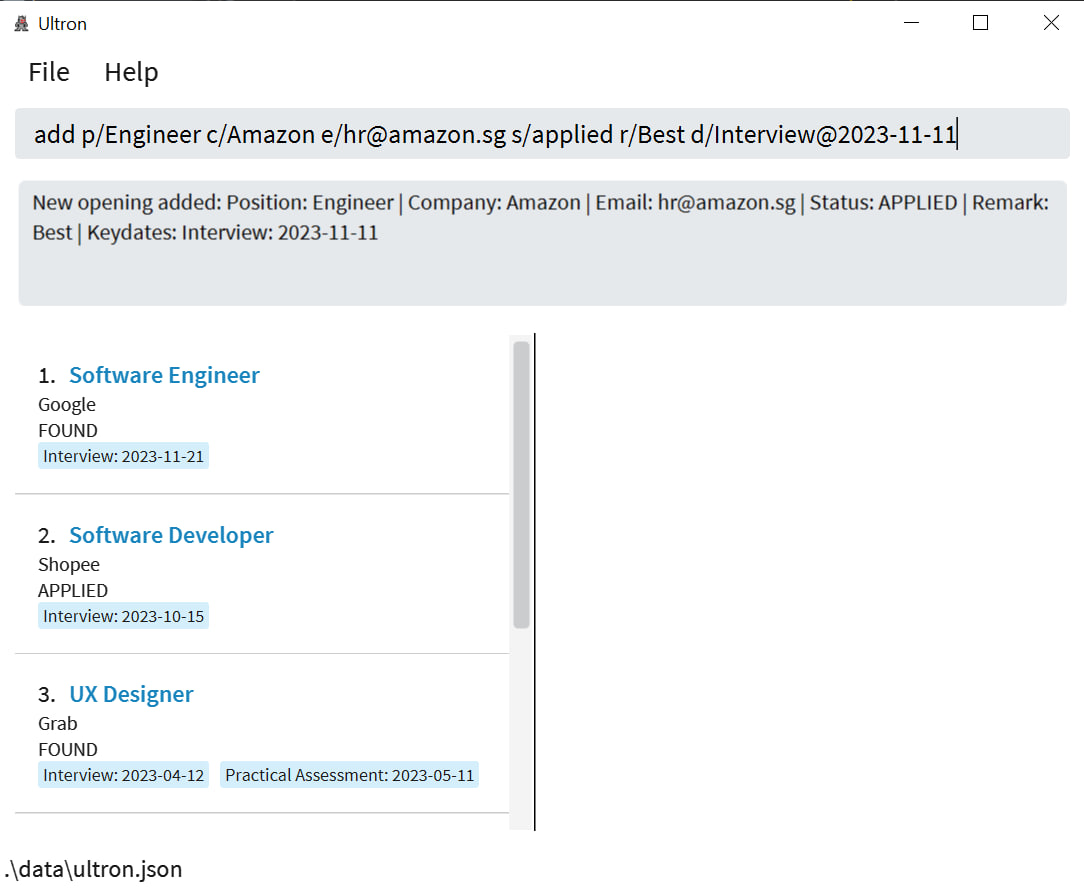 Ultron
File Help
add p/Engineer c/Amazon e/hr@amazon.sg s/applied r/Best d/Interview@2023-11-11
New opening added: Position: Engineer | Company: Amazon | Email: hr@amazon.sg | Status: APPLIED | Remark:
Best | Keydates: Interview: 2023-11-11
1. Software Engineer
Google
FOUND
Interview: 2023-11-21
2. Software Developer
Shopee
APPLIED
Interview: 2023-10-15
3. UX Designer
Grab
FOUND
Interview: 2023-04-12 Practical Assessment: 2023-05-11
.\data\ultron.json